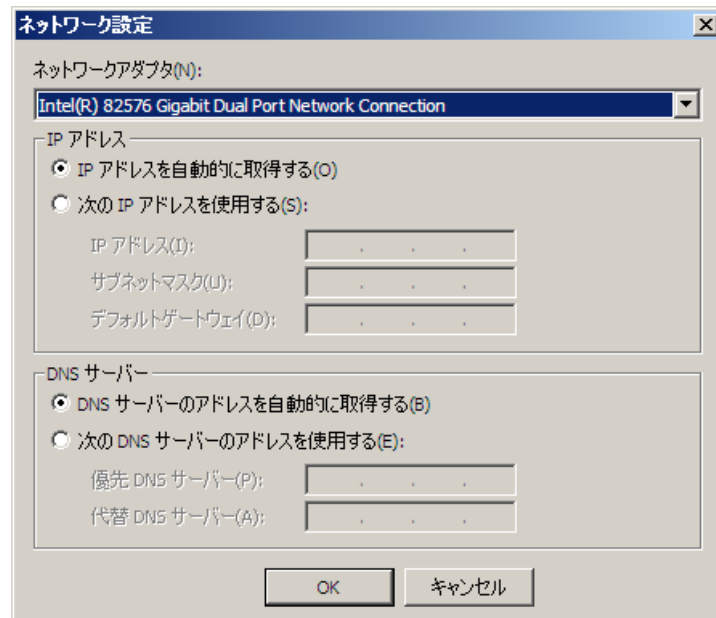 ネットワーク設定
ネットワークアダプタ(N):
Intel(R) 82576 Gigabit Dual Port Network Connection
IP アドレス
IP アドレスを自動的に取得する(O)
次の IP アドレスを使用する(S):
IP アドレス(I):
サブネットマスク(U):
デフォルトゲートウェイ(D):
DNS サーバー
DNS サーバーのアドレスを自動的に取得する(B)
次の DNS サーバーのアドレスを使用する(E):
優先 DNS サーバー(P):
代替 DNS サーバー(A):
OK キャンセル